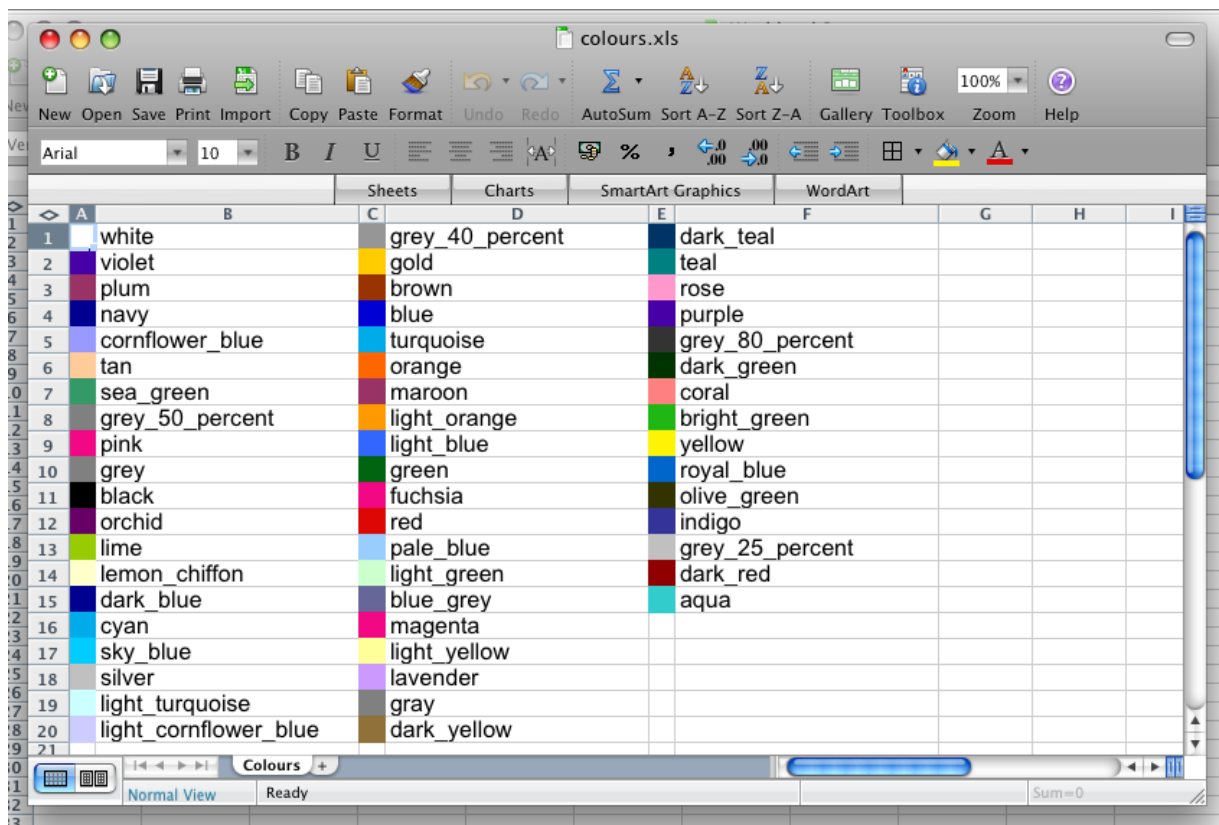 colours.xls
New Open Save Print Import Copy Paste Format Undo Redo AutoSum Sort A-Z Sort Z-A Gallery Toolbox 100% Zoom Help
Arial 10 B I U % , .0 .00 .00 .0 A
Sheets Charts SmartArt Graphics WordArt
A B C D E F G H I
1 white grey_40_percent dark_teal
2 violet gold teal
3 plum brown rose
4 navy blue purple
5 cornflower_blue turquoise grey_80_percent
6 tan orange dark_green
7 sea_green maroon coral
8 grey_50_percent light_orange bright_green
9 pink light_blue yellow
10 grey green royal_blue
11 black fuchsia olive_green
12 orchid red indigo
13 lime pale_blue grey_25_percent
14 lemon_chiffon light_green dark_red
15 dark_blue blue_grey aqua
16 cyan magenta
17 sky_blue light_yellow
18 silver lavender
19 light_turquoise gray
20 light_cornflower_blue dark_yellow
21
Colours +
Normal View Ready Sum=0